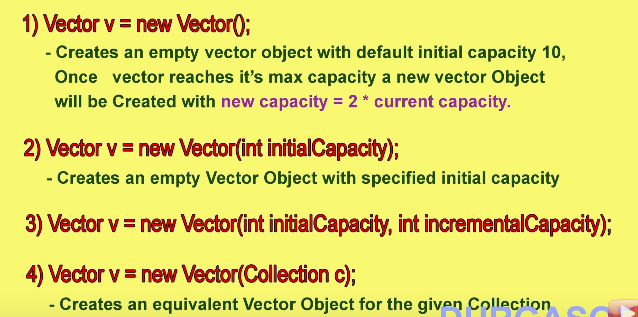 1) Vector v = new Vector();
- Creates an empty vector object with default initial capacity 10,
Once vector reaches it's max capacity a new vector Object
will be Created with new capacity = 2 * current capacity.
2) Vector v = new Vector(int initialCapacity);
- Creates an empty Vector Object with specified initial capacity
3) Vector v = new Vector(int initialCapacity, int incrementalCapacity);
4) Vector v = new Vector(Collection c);
- Creates an equivalent Vector Object for the given Collection